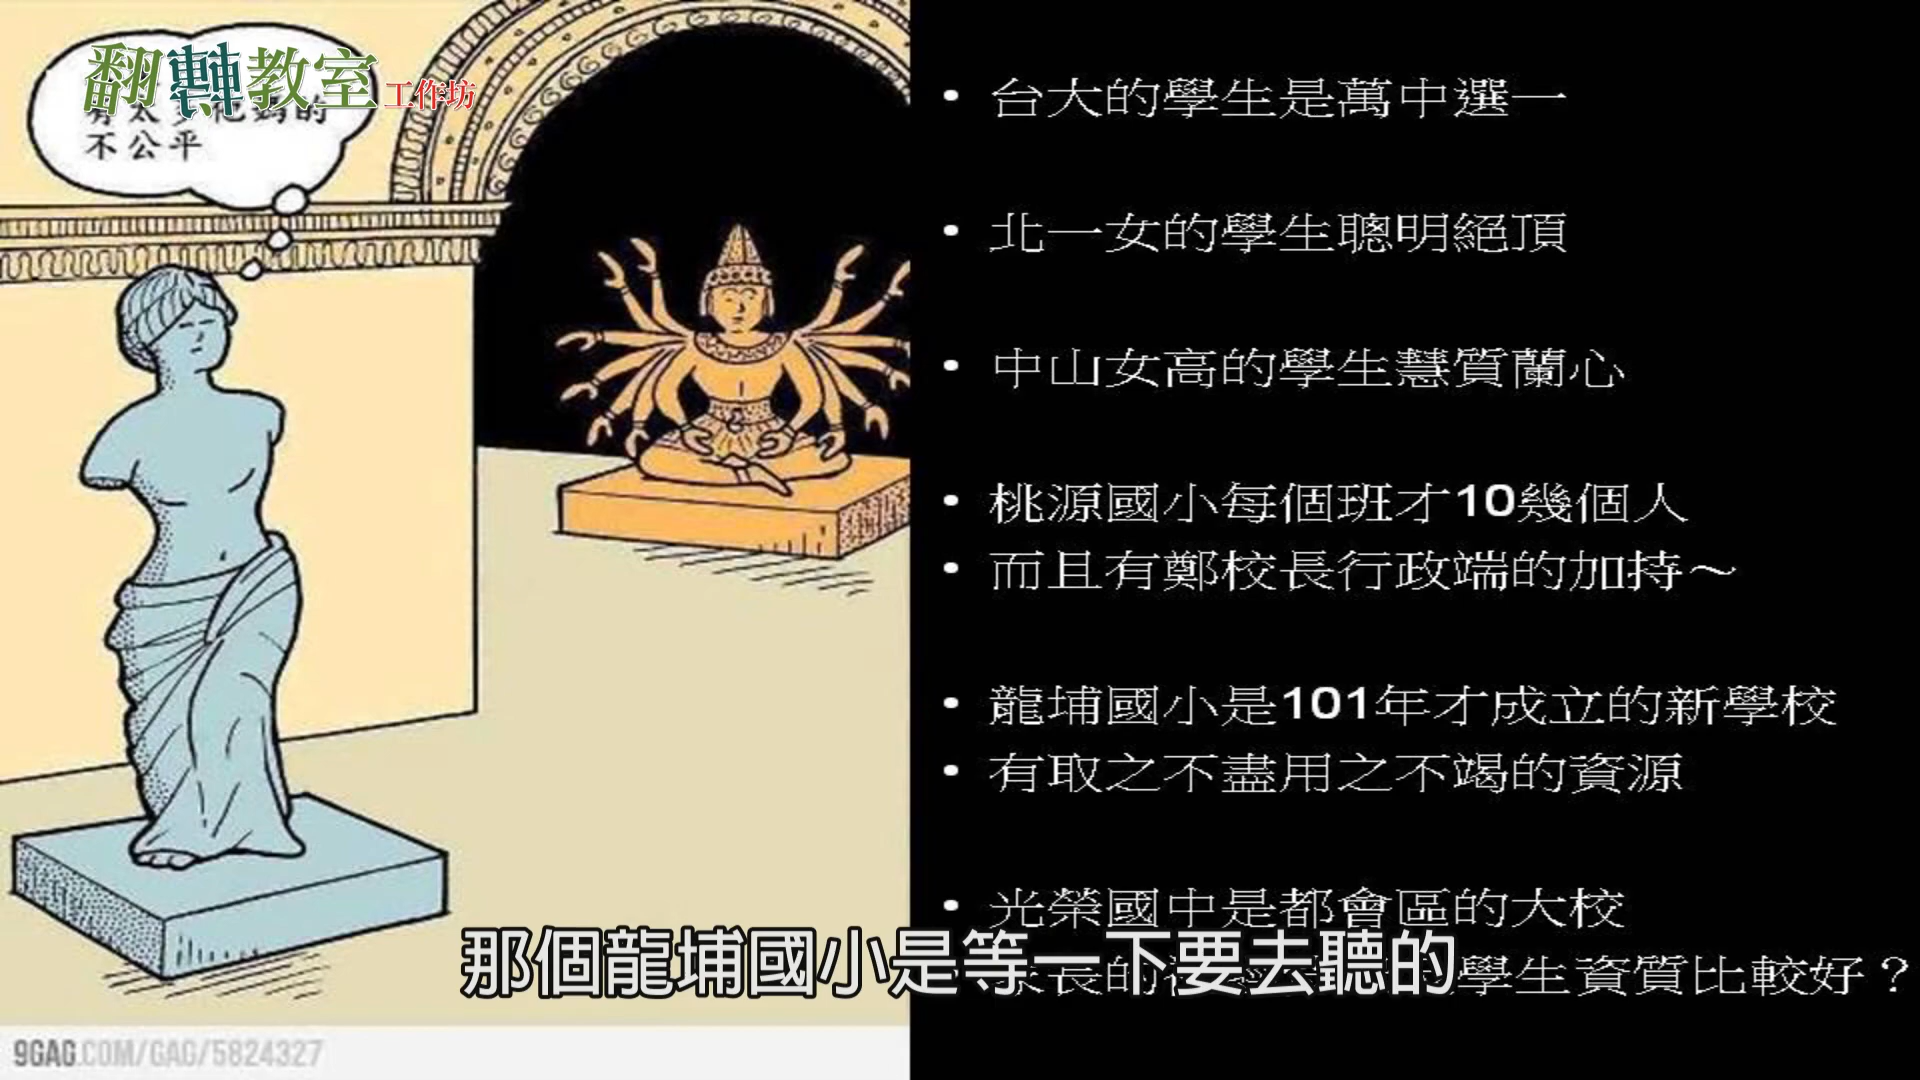 翻轉教室工作坊
不公平
台大的學生是萬中選一
北一女的學生聰明絕頂
中山女高的學生慧質蘭心
桃源國小每個班才10幾個人
而且有鄭校長行政端的加持～
龍埔國小是101年才成立的新學校
有取之不盡用之不竭的資源
光榮國中是都會區的大校
學生資質比較好？
那個龍埔國小是等一下要去聽的
9GAG.COM/GAG/5824327